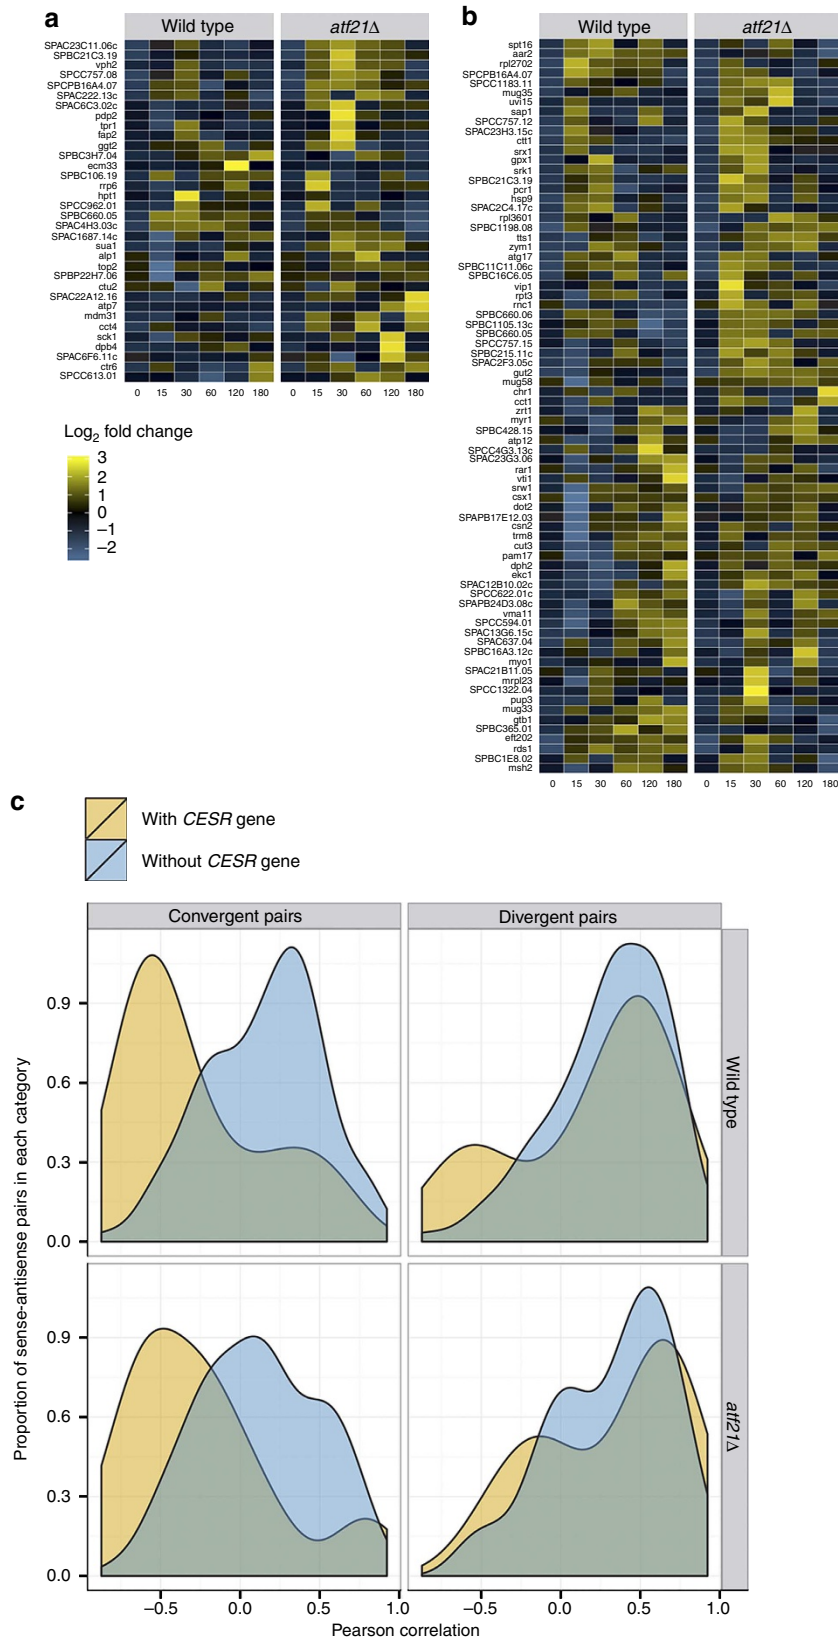 a
Wild type
atf21Δ
SPAC23C11.06c
SPBC21C3.19
vph2
SPCC757.08
SPCPB16A4.07
SPAC222.13c
SPAC6C3.02c
pdp2
tpr1
fap2
ggt2
SPBC3H7.04
ecm33
SPBC106.19
rrp6
hpt1
SPCC962.01
SPBC660.05
SPAC4H3.03c
SPAC1687.14c
sua1
alp1
top2
SPBP22H7.06
ctu2
SPAC22A12.16
atp7
mdm31
cct4
sck1
dpb4
SPAC6F6.11c
ctr6
SPCC613.01
0 15 30 60 120 180 0 15 30 60 120 180
Log2 fold change
3
2
1
0
−1
−2
b
Wild type
atf21Δ
spt16
aar2
rpl2702
SPCPB16A4.07
SPCC1183.11
mug35
uvi15
sap1
SPCC757.12
SPAC23H3.15c
ctt1
srx1
gpx1
srk1
SPBC21C3.19
pcr1
hsp9
SPAC2C4.17c
rpl3601
SPBC1198.08
tts1
zym1
atg17
SPBC11C11.06c
SPBC16C6.05
vip1
rpt3
rnc1
SPBC660.06
SPBC1105.13c
SPBC660.05
SPCC757.15
SPBC215.11c
SPAC2F3.05c
gut2
mug58
chr1
cct1
zrt1
myr1
SPBC428.15
atp12
SPCC4G3.13c
SPAC23G3.06
rar1
vti1
srw1
csx1
dot2
SPAPB17E12.03
csn2
trm8
cut3
pam17
dph2
ekc1
SPAC12B10.02c
SPCC622.01c
SPAPB24D3.08c
vma11
SPCC594.01
SPAC13G6.15c
SPAC637.04
SPBC16A3.12c
myo1
SPAC21B11.05
mrpl23
SPCC1322.04
pup3
mug33
gtb1
SPBC365.01
eft202
rds1
SPBC1E8.02
msh2
0 15 30 60 120 180 0 15 30 60 120 180
c
With CESR gene
Without CESR gene
Convergent pairs
Divergent pairs
Wild type
atf21Δ
Proportion of sense-antisense pairs in each category
0.9
0.6
0.3
0.0
0.9
0.6
0.3
0.0
−0.5 0.0 0.5 1.0 −0.5 0.0 0.5 1.0
Pearson correlation